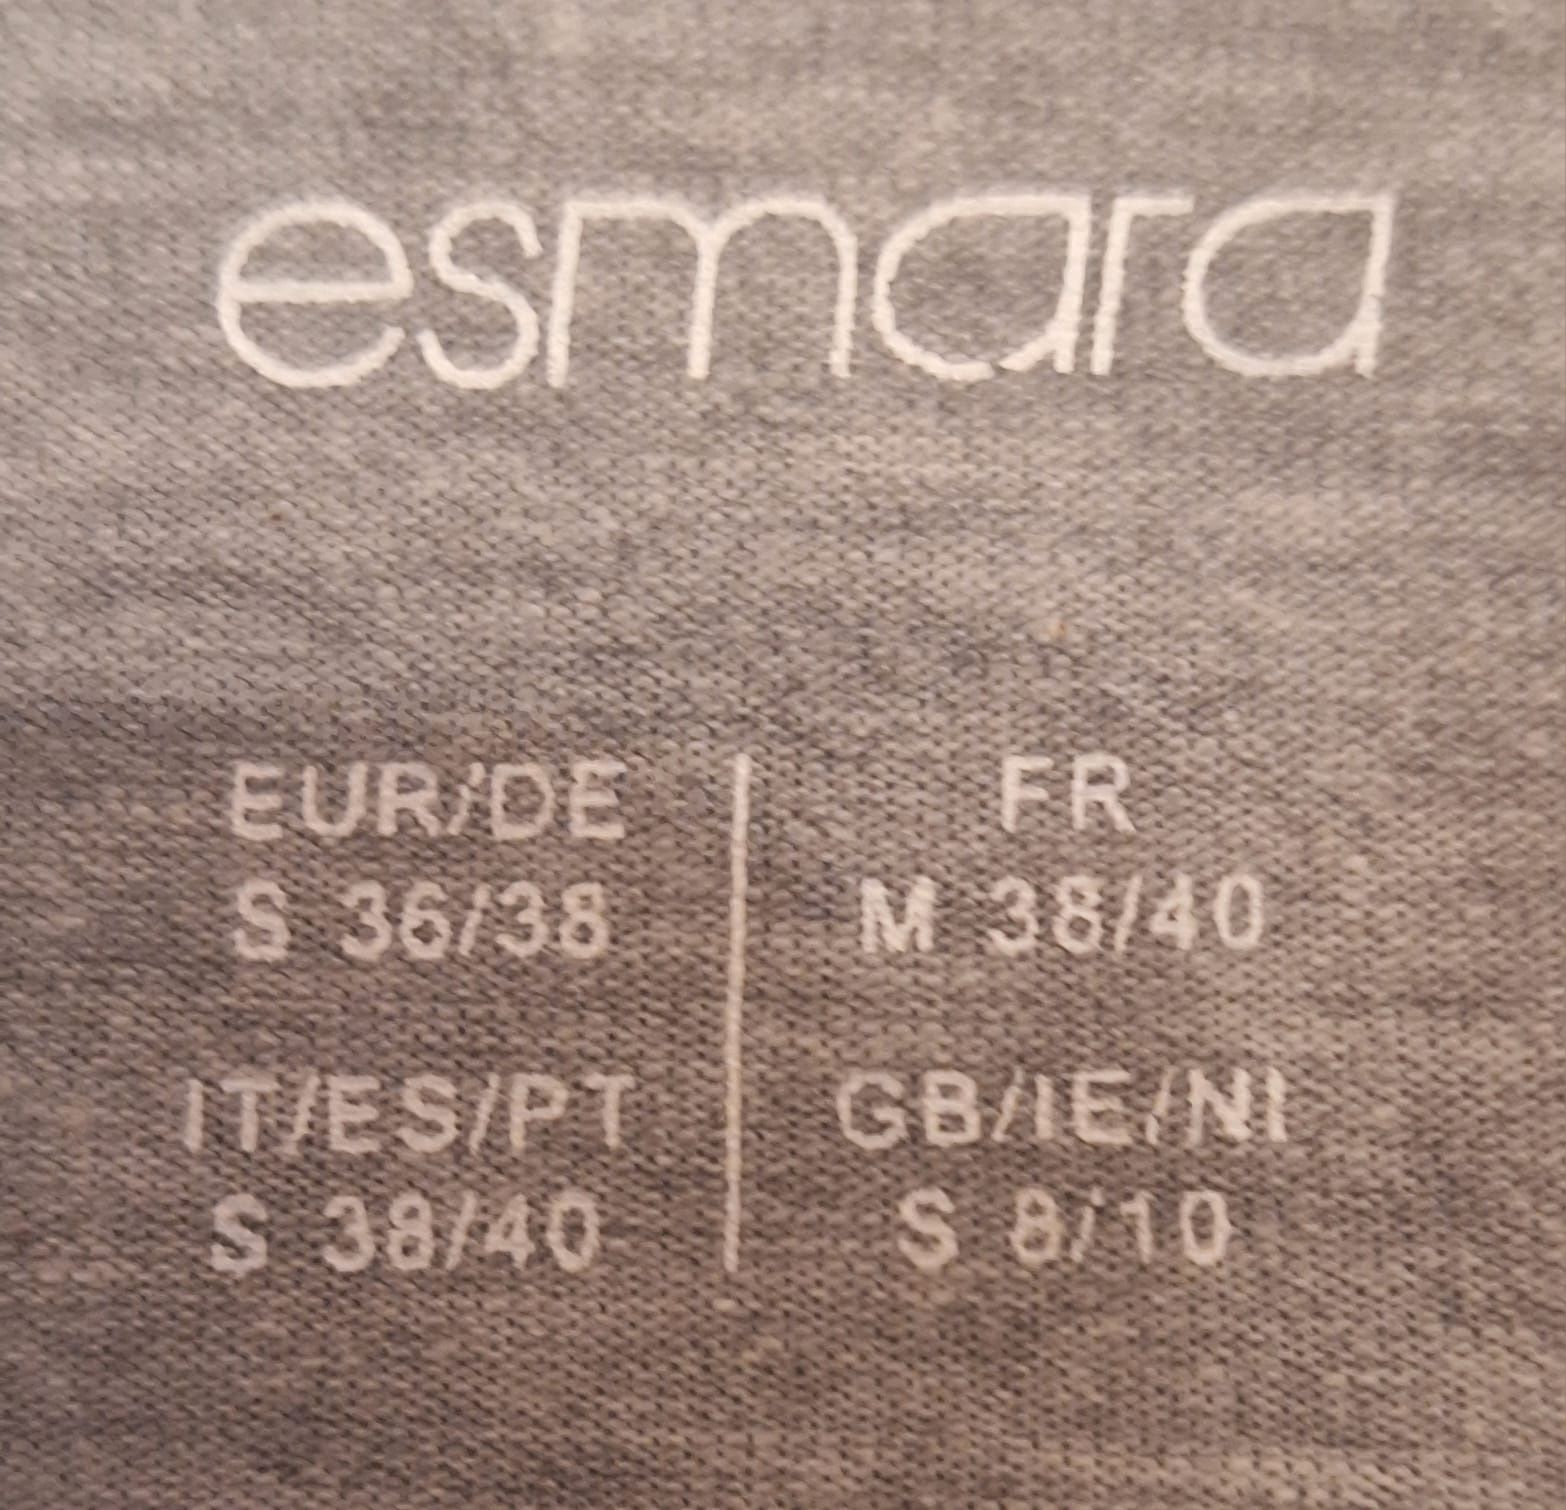 esmara
EUR/DE
S 36/38
FR
M 38/40
IT/ES/PT
S 38/40
GB/IE/NI
S 8/10